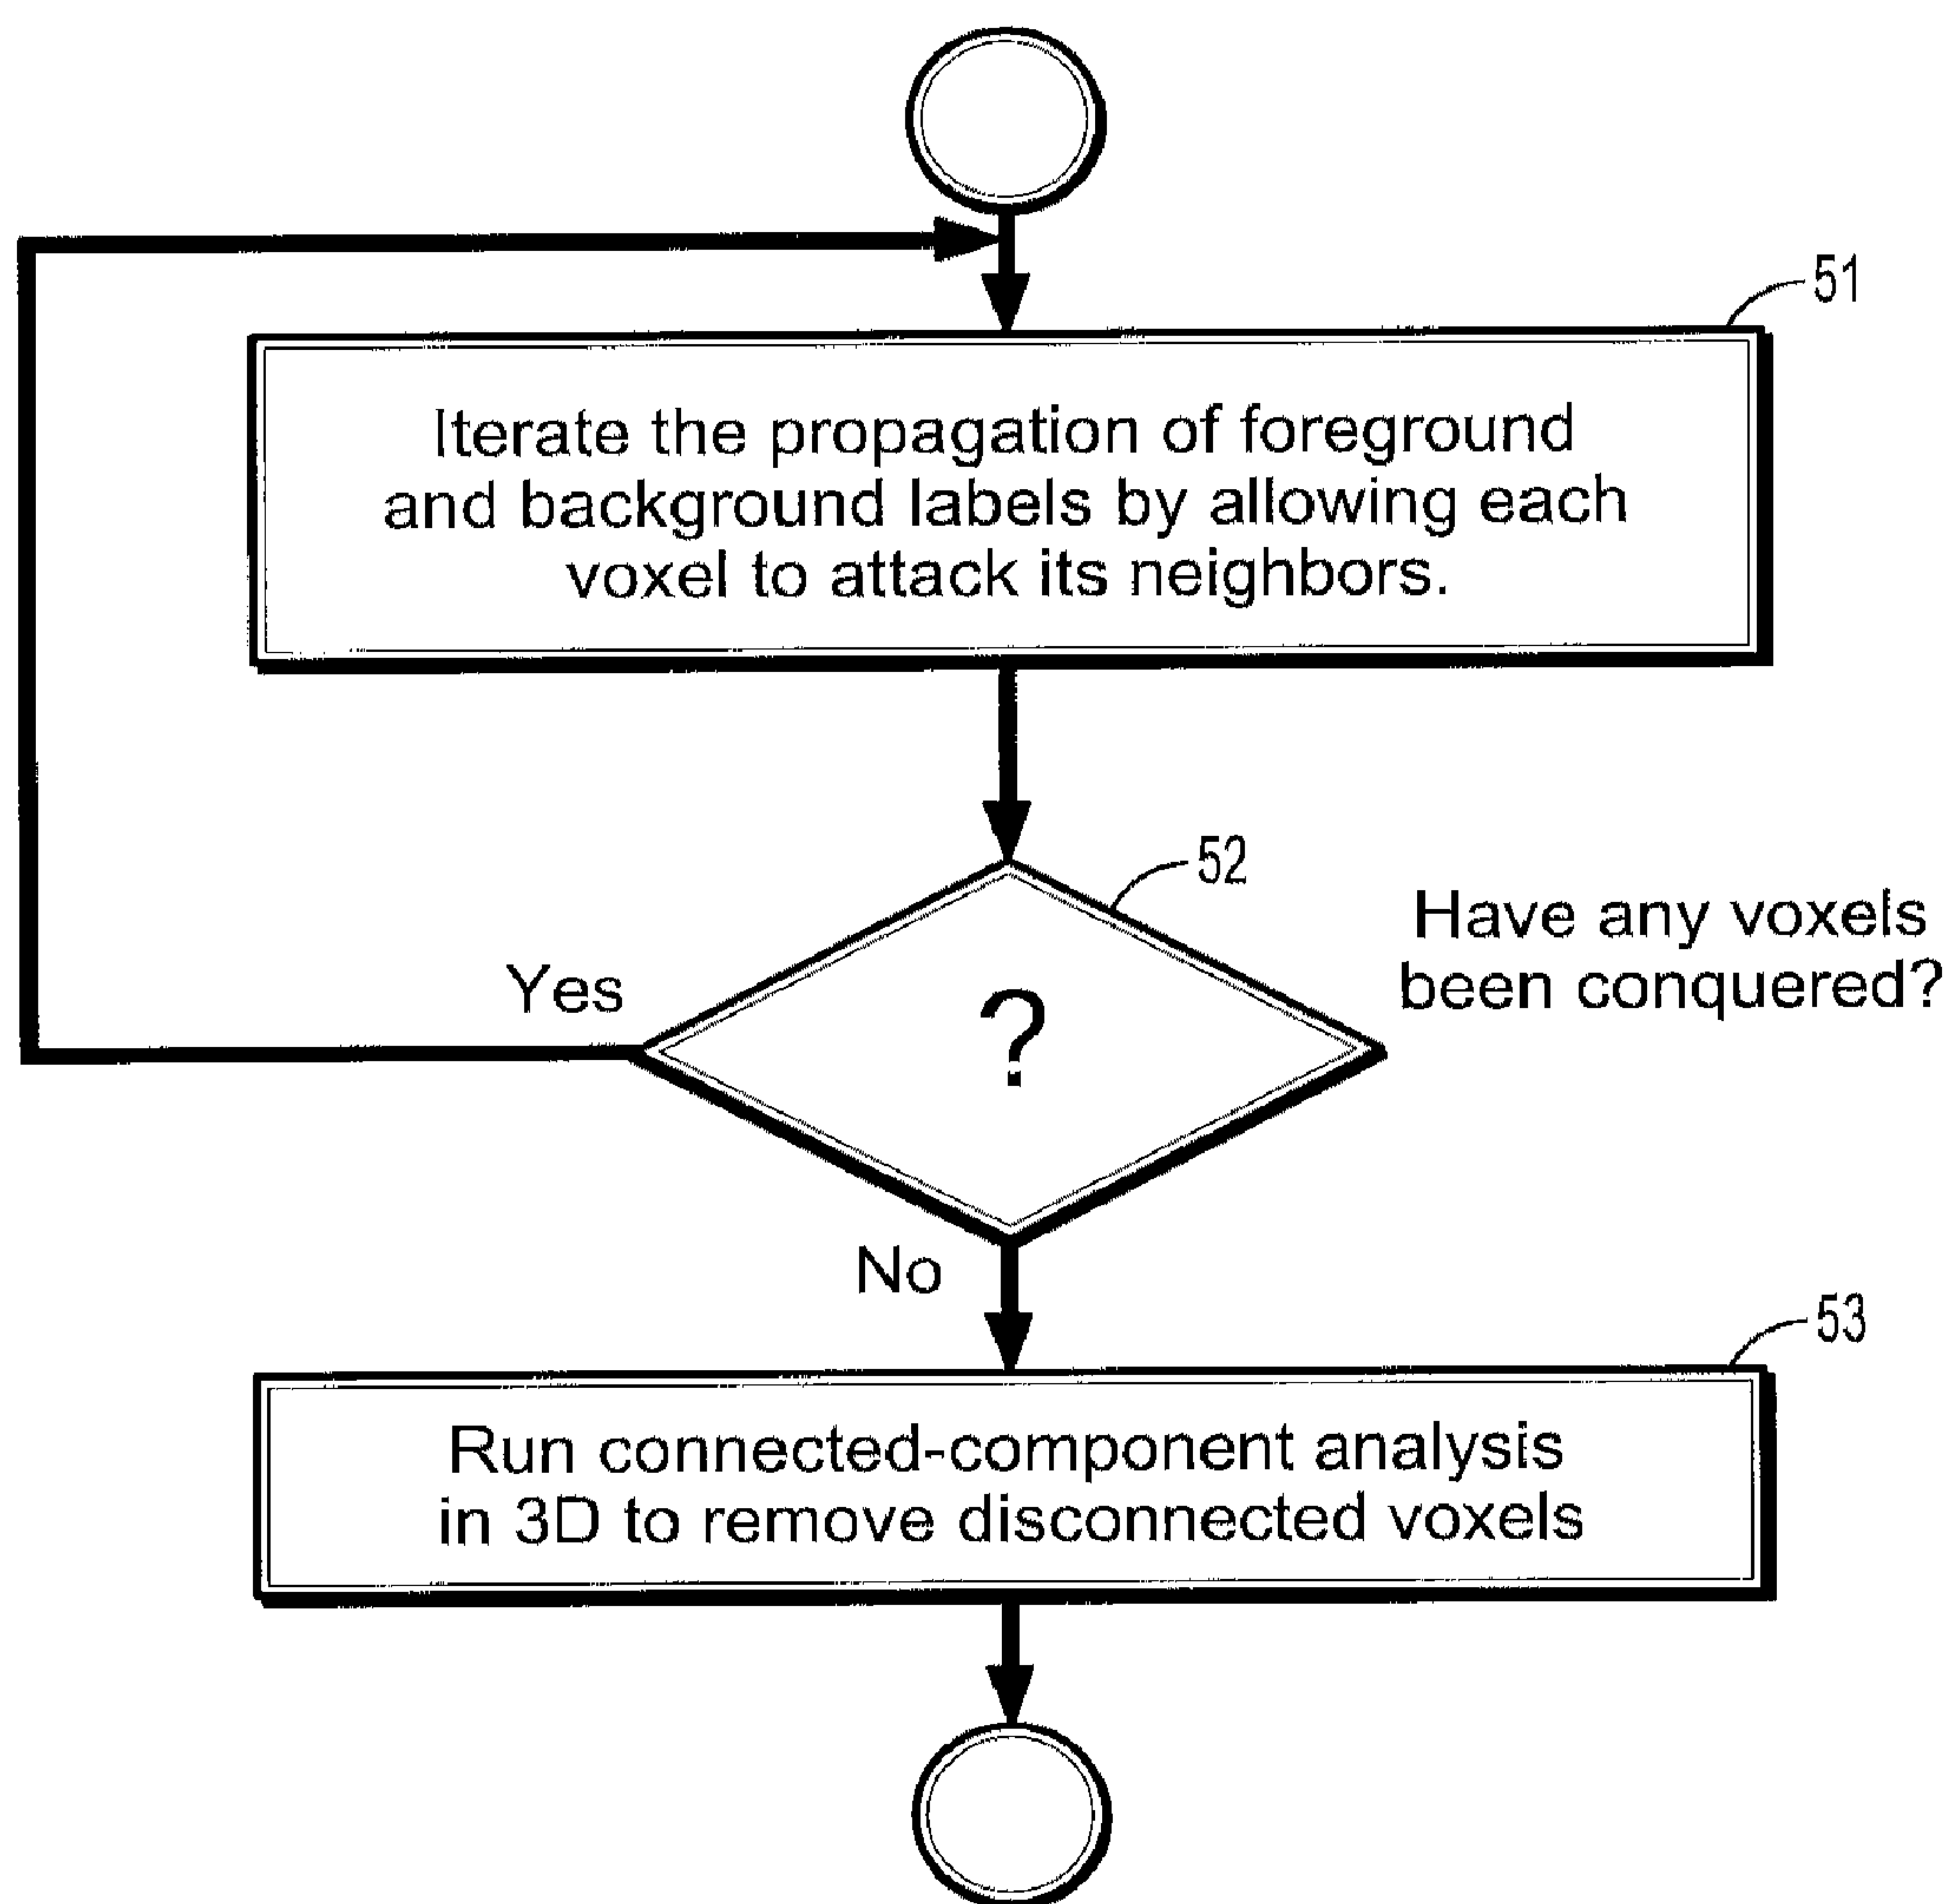 51
Iterate the propagation of foreground
and background labels by allowing each
voxel to attack its neighbors.
52
Have any voxels
been conquered?
Yes
?
No
53
Run connected-component analysis
in 3D to remove disconnected voxels